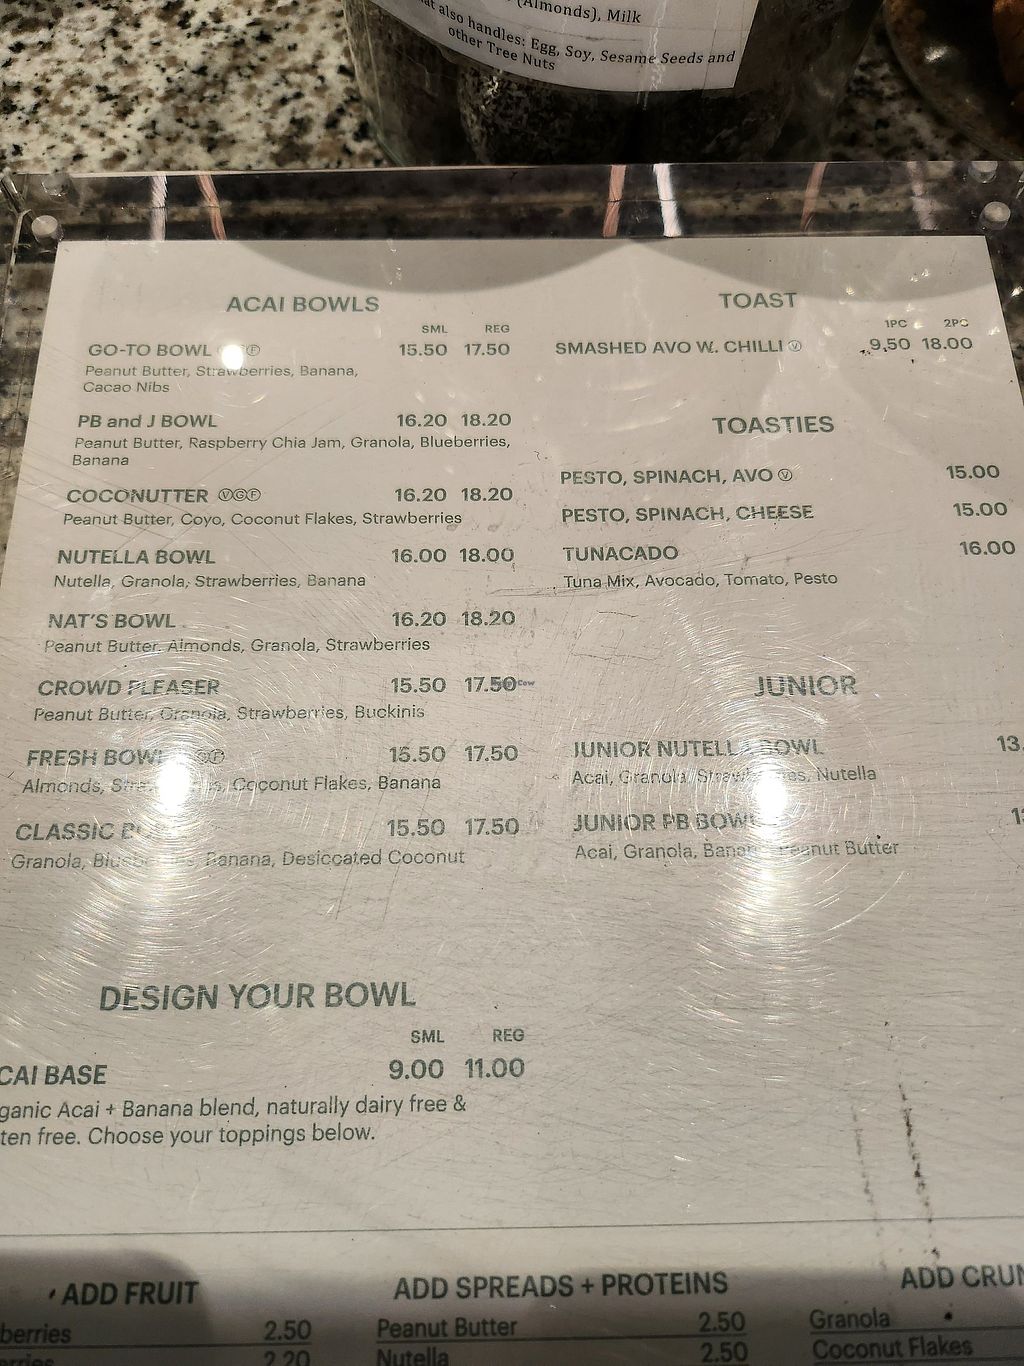 (Almonds), Milk
also handles: Egg, Soy, Sesame Seeds and
other Tree Nuts
ACAI BOWLS
SML REG
GO-TO BOWL 15.50 17.50
Peanut Butter, Strawberries, Banana,
Cacao Nibs
PB and J BOWL 16.20 18.20
Peanut Butter, Raspberry Chia Jam, Granola, Blueberries,
Banana
COCONUTTER VGF 16.20 18.20
Peanut Butter, Coyo, Coconut Flakes, Strawberries
NUTELLA BOWL 16.00 18.00
Nutella, Granola, Strawberries, Banana
NAT'S BOWL 16.20 18.20
Peanut Butter, Almonds, Granola, Strawberries
CROWD PLEASER 15.50 17.50
Peanut Butter, Granola, Strawberries, Buckinis
FRESH BOWL 15.50 17.50
Almonds, Coconut Flakes, Banana
CLASSIC 15.50 17.50
Granola, Banana, Desiccated Coconut
TOAST
1PC 2PC
SMASHED AVO W. CHILLI V 9.50 18.00
TOASTIES
PESTO, SPINACH, AVO V 15.00
PESTO, SPINACH, CHEESE 15.00
TUNACADO 16.00
Tuna Mix, Avocado, Tomato, Pesto
JUNIOR
JUNIOR NUTELLA BOWL 13.
Acai, Granola, Nutella
JUNIOR PB BOWL
Acai, Granola, Peanut Butter
DESIGN YOUR BOWL
SML REG
CAI BASE 9.00 11.00
ganic Acai + Banana blend, naturally dairy free &
ten free. Choose your toppings below.
ADD FRUIT
berries 2.50
erries 2.20
ADD SPREADS + PROTEINS
Peanut Butter 2.50
Nutella 2.50
ADD CRUN
Granola
Coconut Flakes